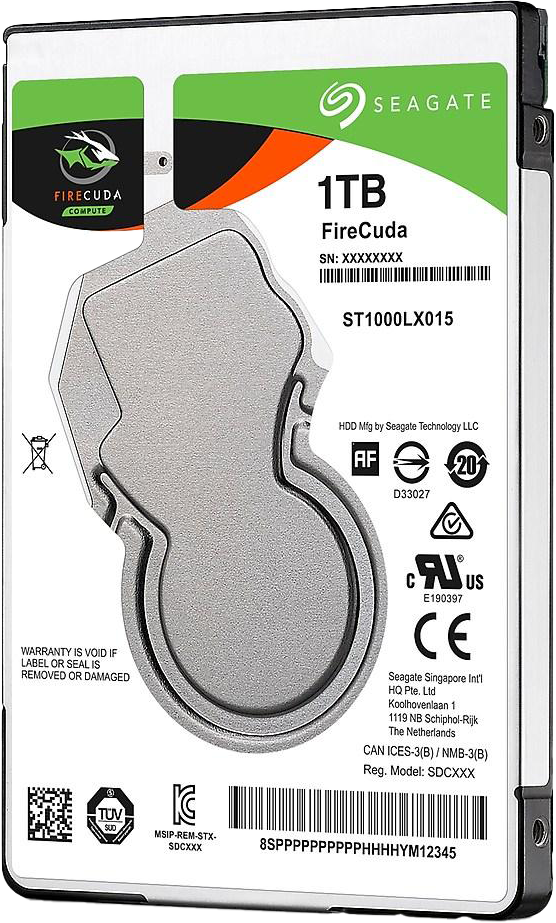 SEAGATE
FIRECUDA
COMPUTE
1TB
FireCuda
SN: XXXXXXXX
ST1000LX015
HDD Mfg by Seagate Technology LLC
AF
20
D33027
C RU® US
E190397
CE
WARRANTY IS VOID IF
LABEL OR SEAL IS
REMOVED OR DAMAGED
Seagate Singapore Int'l
HQ Pte. Ltd
Koolhovenlaan 1
1119 NB Schiphol-Rijk
The Netherlands
CAN ICES-3(B) / NMB-3(B)
Reg. Model: SDCXXX
TÜV
SÜD
MSIP-REM-STX-
SDCXXX
8SPPPPPPPPPPHHHHYM12345